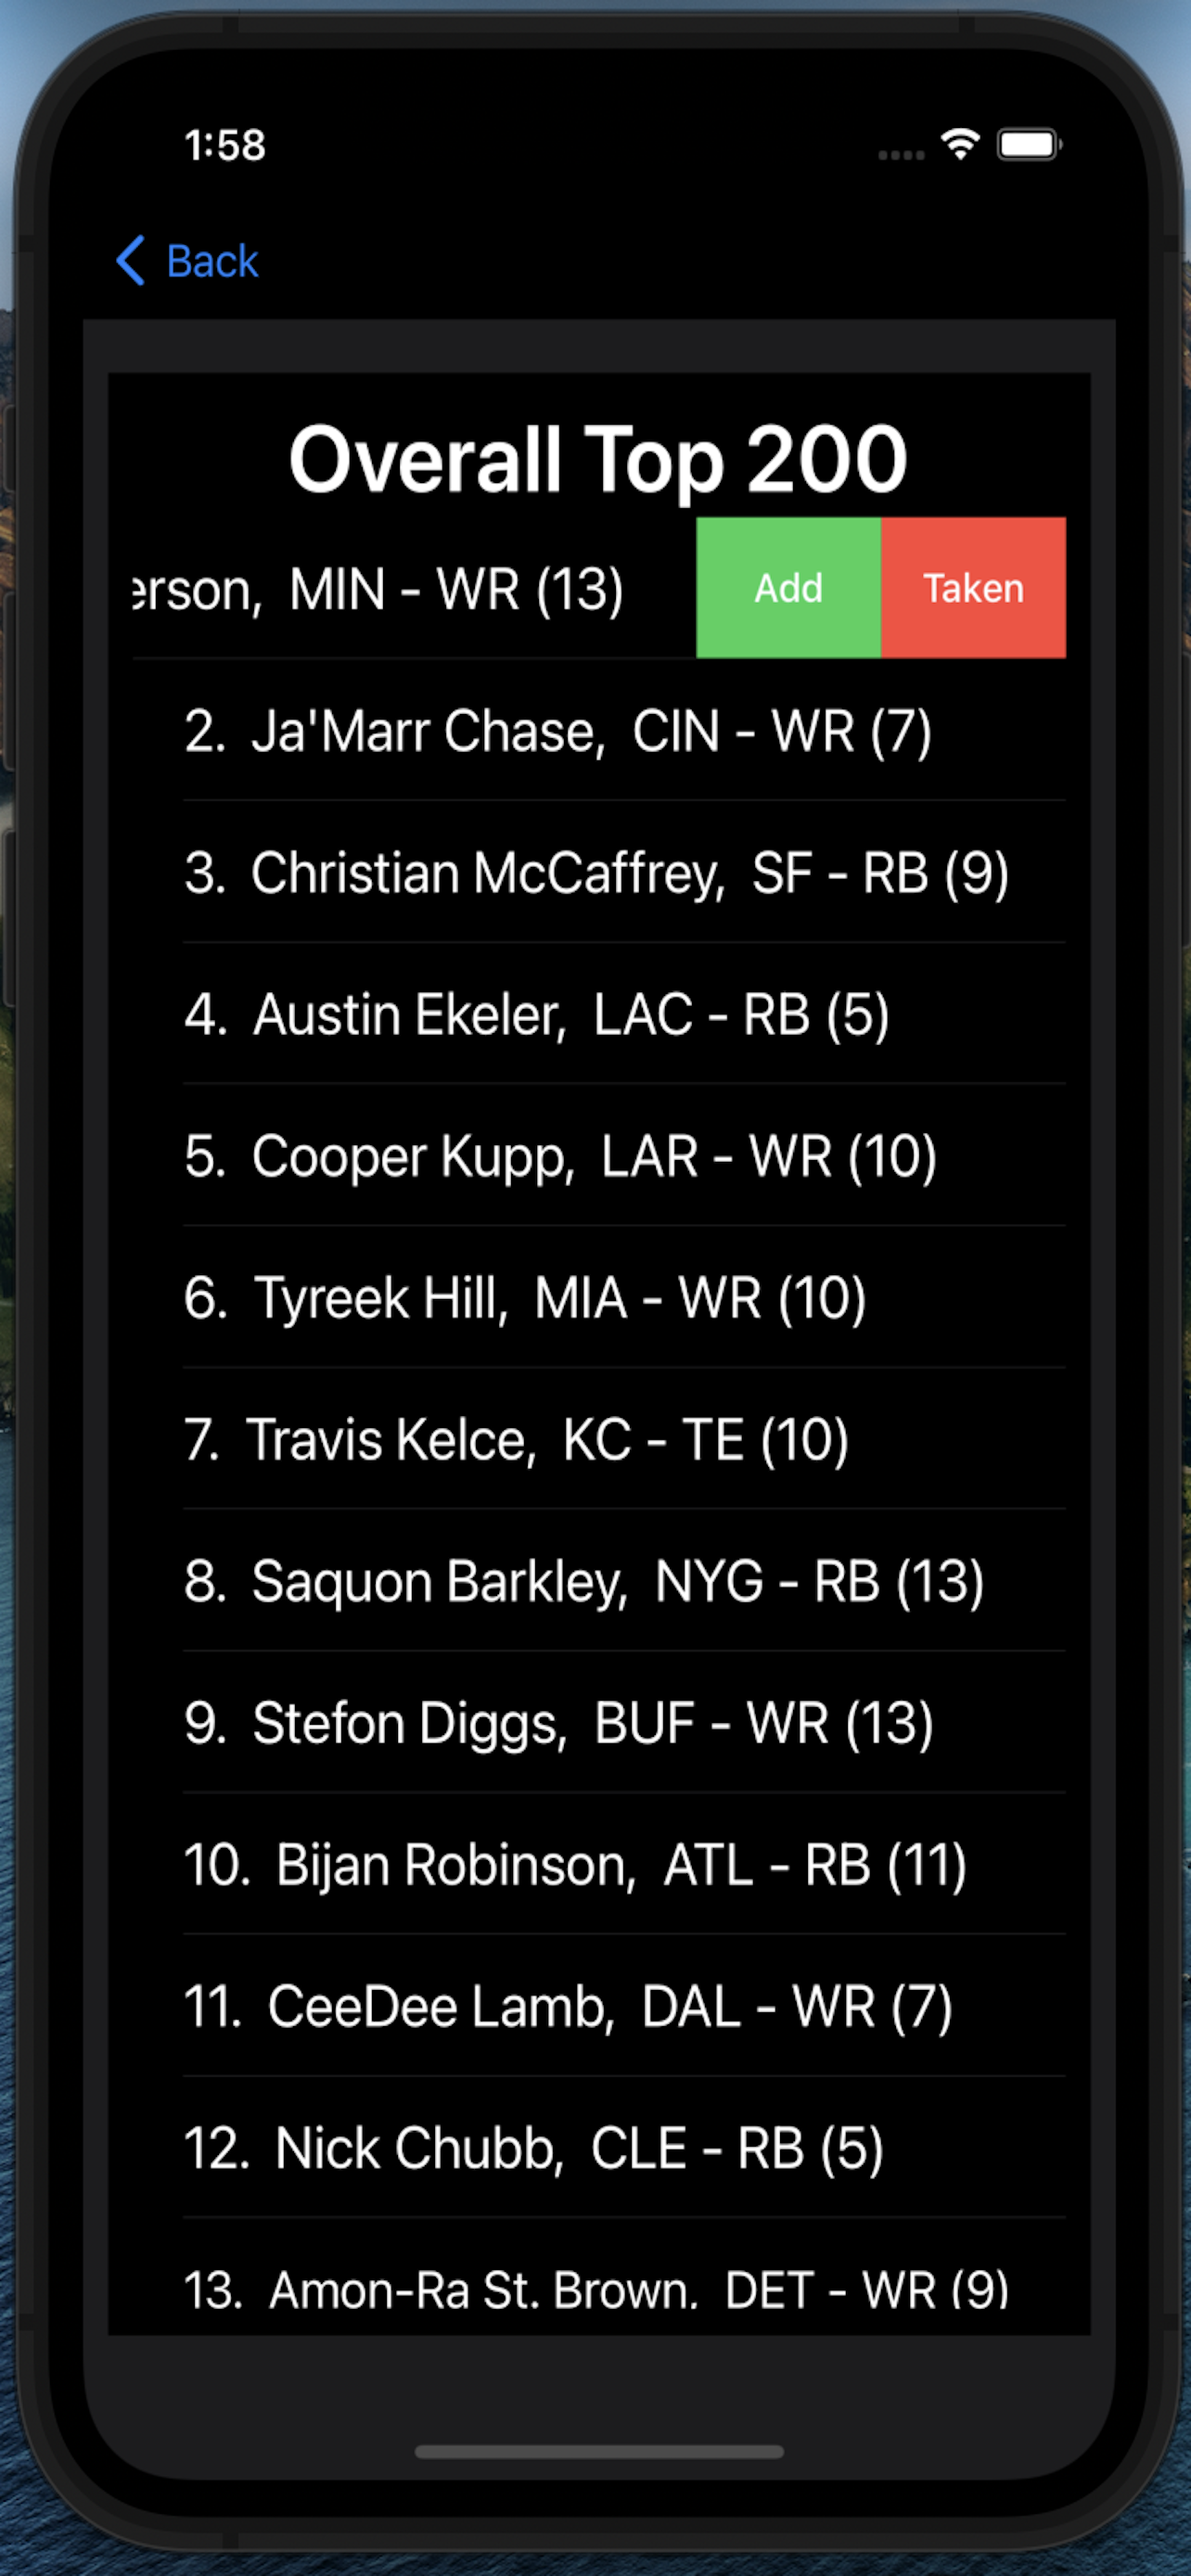 1:58
Back
Overall Top 200
erson,  MIN - WR (13)
Add
Taken
2.  Ja'Marr Chase,  CIN - WR (7)
3.  Christian McCaffrey,  SF - RB (9)
4.  Austin Ekeler,  LAC - RB (5)
5.  Cooper Kupp,  LAR - WR (10)
6.  Tyreek Hill,  MIA - WR (10)
7.  Travis Kelce,  KC - TE (10)
8.  Saquon Barkley,  NYG - RB (13)
9.  Stefon Diggs,  BUF - WR (13)
10.  Bijan Robinson,  ATL - RB (11)
11.  CeeDee Lamb,  DAL - WR (7)
12.  Nick Chubb,  CLE - RB (5)
13.  Amon-Ra St. Brown,  DET - WR (9)